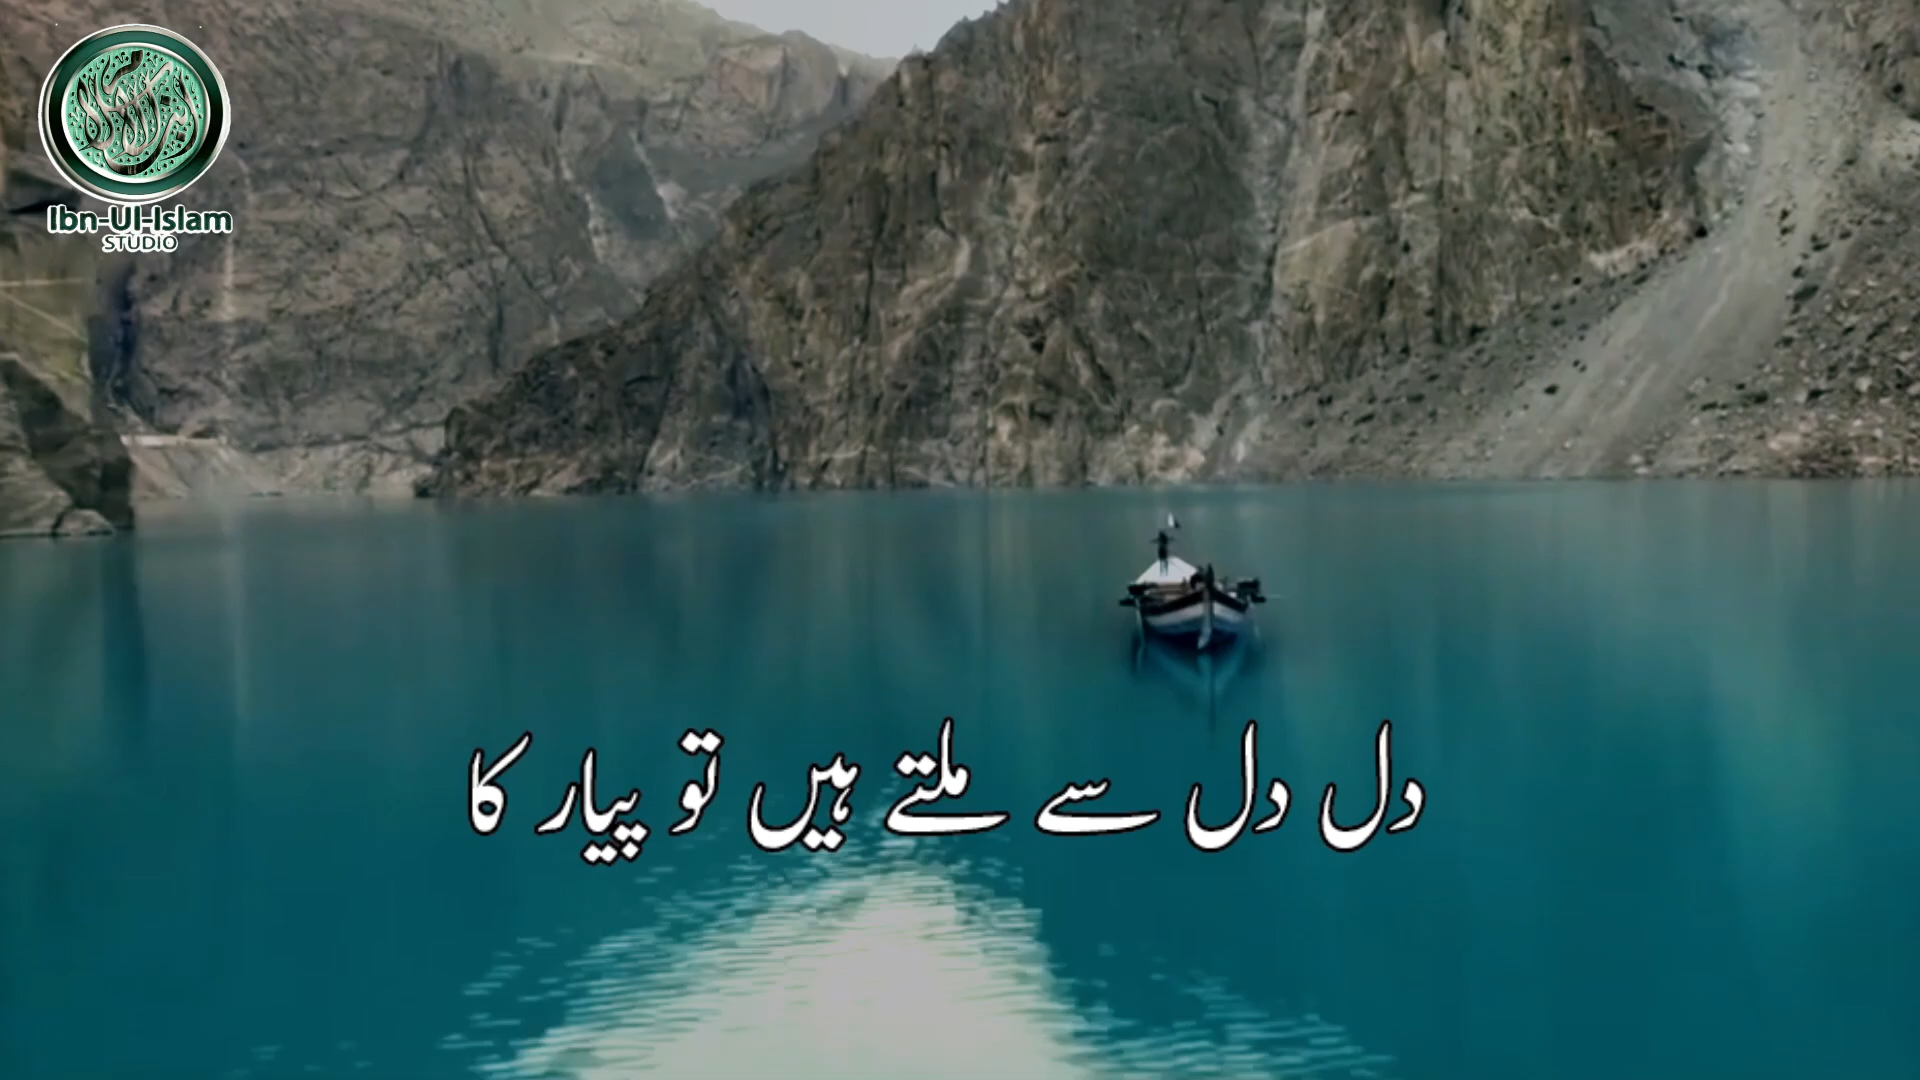 Ibn-Ul-Islam
STUDIO
دل دل سے ملتے ہیں تو پیار کا